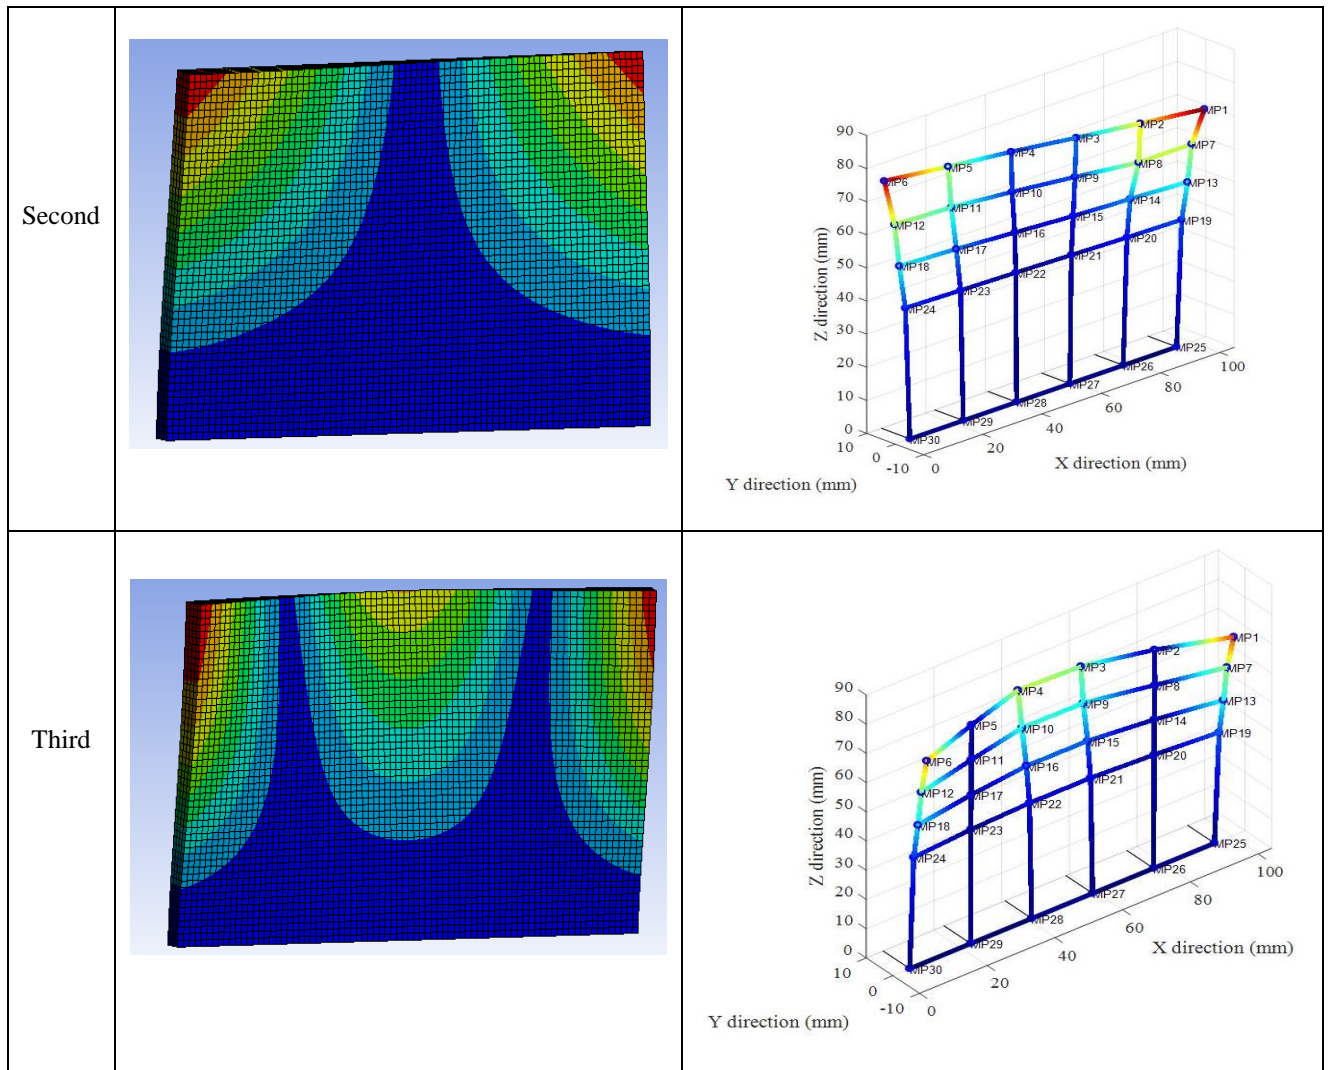 Second
MP1
MP2
MP3
MP4
MP5
MP6
MP7
MP8
MP9
MP10
MP11
MP12
MP13
MP14
MP15
MP16
MP17
MP18
MP19
MP20
MP21
MP22
MP23
MP24
MP25
MP26
MP27
MP28
MP29
MP30
90
80
70
60
50
40
30
20
10
0
Z direction (mm)
10
0
-10
Y direction (mm)
0
20
40
60
80
100
X direction (mm)
Third
MP1
MP2
MP3
MP4
MP5
MP6
MP7
MP8
MP9
MP10
MP11
MP12
MP13
MP14
MP15
MP16
MP17
MP18
MP19
MP20
MP21
MP22
MP23
MP24
MP25
MP26
MP27
MP28
MP29
MP30
90
80
70
60
50
40
30
20
10
0
Z direction (mm)
10
0
-10
Y direction (mm)
0
20
40
60
80
100
X direction (mm)